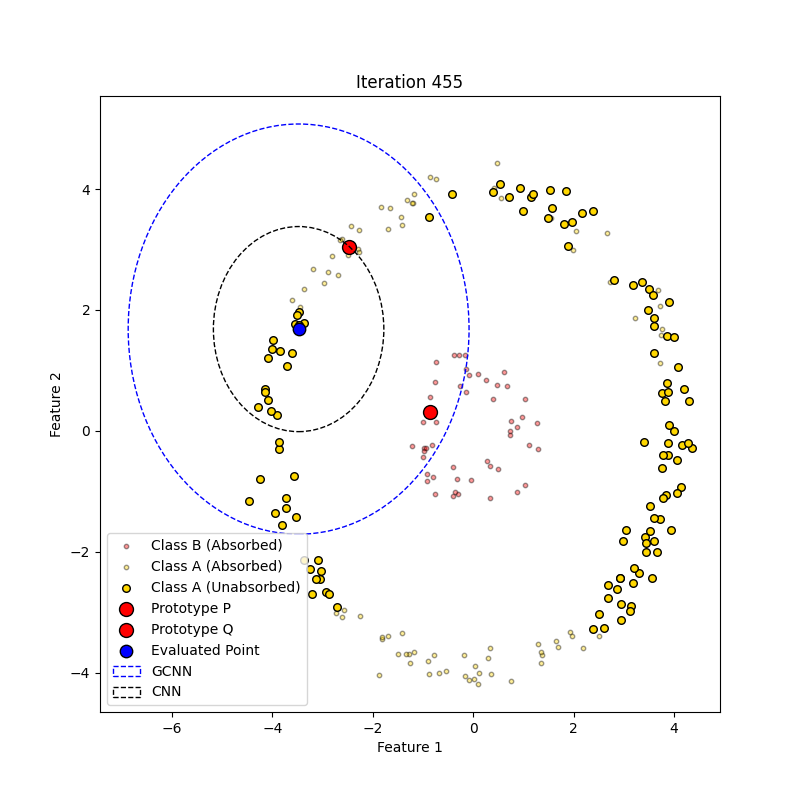 Iteration 455
Feature 2
4
2
0
−2
−4
Class B (Absorbed)
Class A (Absorbed)
Class A (Unabsorbed)
Prototype P
Prototype Q
Evaluated Point
GCNN
CNN
−6 −4 −2 0 2 4
Feature 1